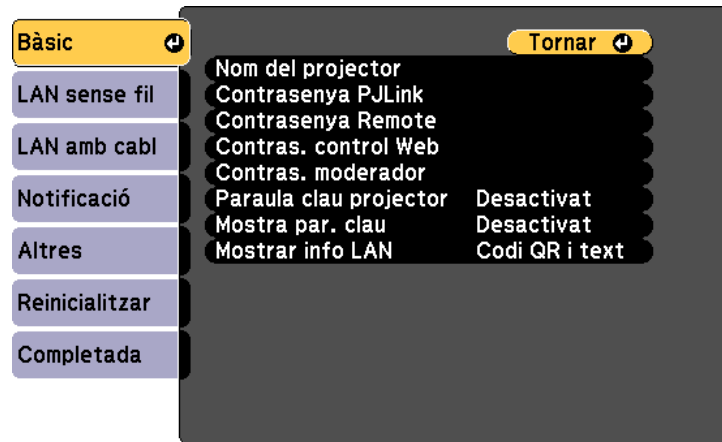 Bàsic
LAN sense fil
LAN amb cabl
Notificació
Altres
Reinicialitzar
Completada
Tornar
Nom del projector
Contrasenya PJLink
Contrasenya Remote
Contras. control Web
Contras. moderador
Paraula clau projector Desactivat
Mostra par. clau Desactivat
Mostrar info LAN Codi QR i text